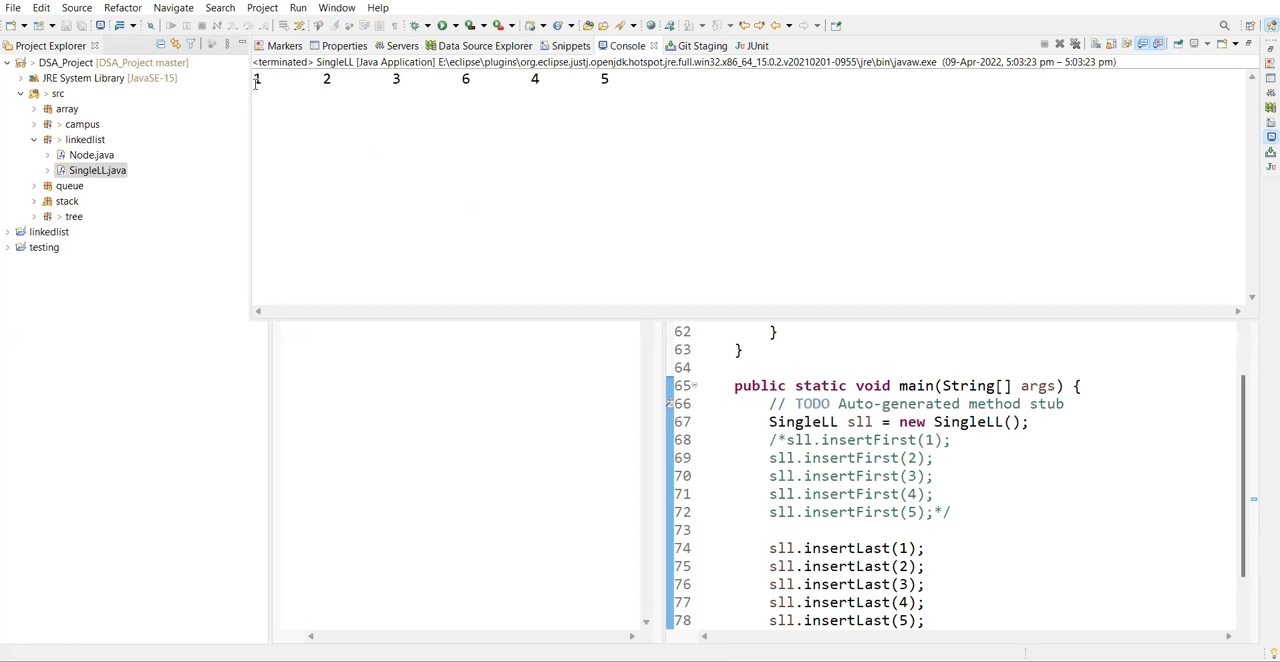 File Edit Source Refactor Navigate Search Project Run Window Help
Project Explorer
Markers Properties Servers Data Source Explorer Snippets Console Git Staging JUnit
DSA_Project [DSA_Project master]
JRE System Library [JavaSE-15]
src
array
> campus
> linkedlist
Node.java
SingleLL.java
queue
stack
> tree
linkedlist
testing
<terminated> SingleLL [Java Application] E:\eclipse\plugins\org.eclipse.justj.openjdk.hotspot.jre.full.win32.x86_64_15.0.2.v20210201-0955\jre\bin\javaw.exe (09-Apr-2022, 5:03:23 pm – 5:03:23 pm)
1 2 3 6 4 5
62 }
63 }
64
65 public static void main(String[] args) {
66 // TODO Auto-generated method stub
67 SingleLL sll = new SingleLL();
68 /*sll.insertFirst(1);
69 sll.insertFirst(2);
70 sll.insertFirst(3);
71 sll.insertFirst(4);
72 sll.insertFirst(5);*/
73
74 sll.insertLast(1);
75 sll.insertLast(2);
76 sll.insertLast(3);
77 sll.insertLast(4);
78 sll.insertLast(5);